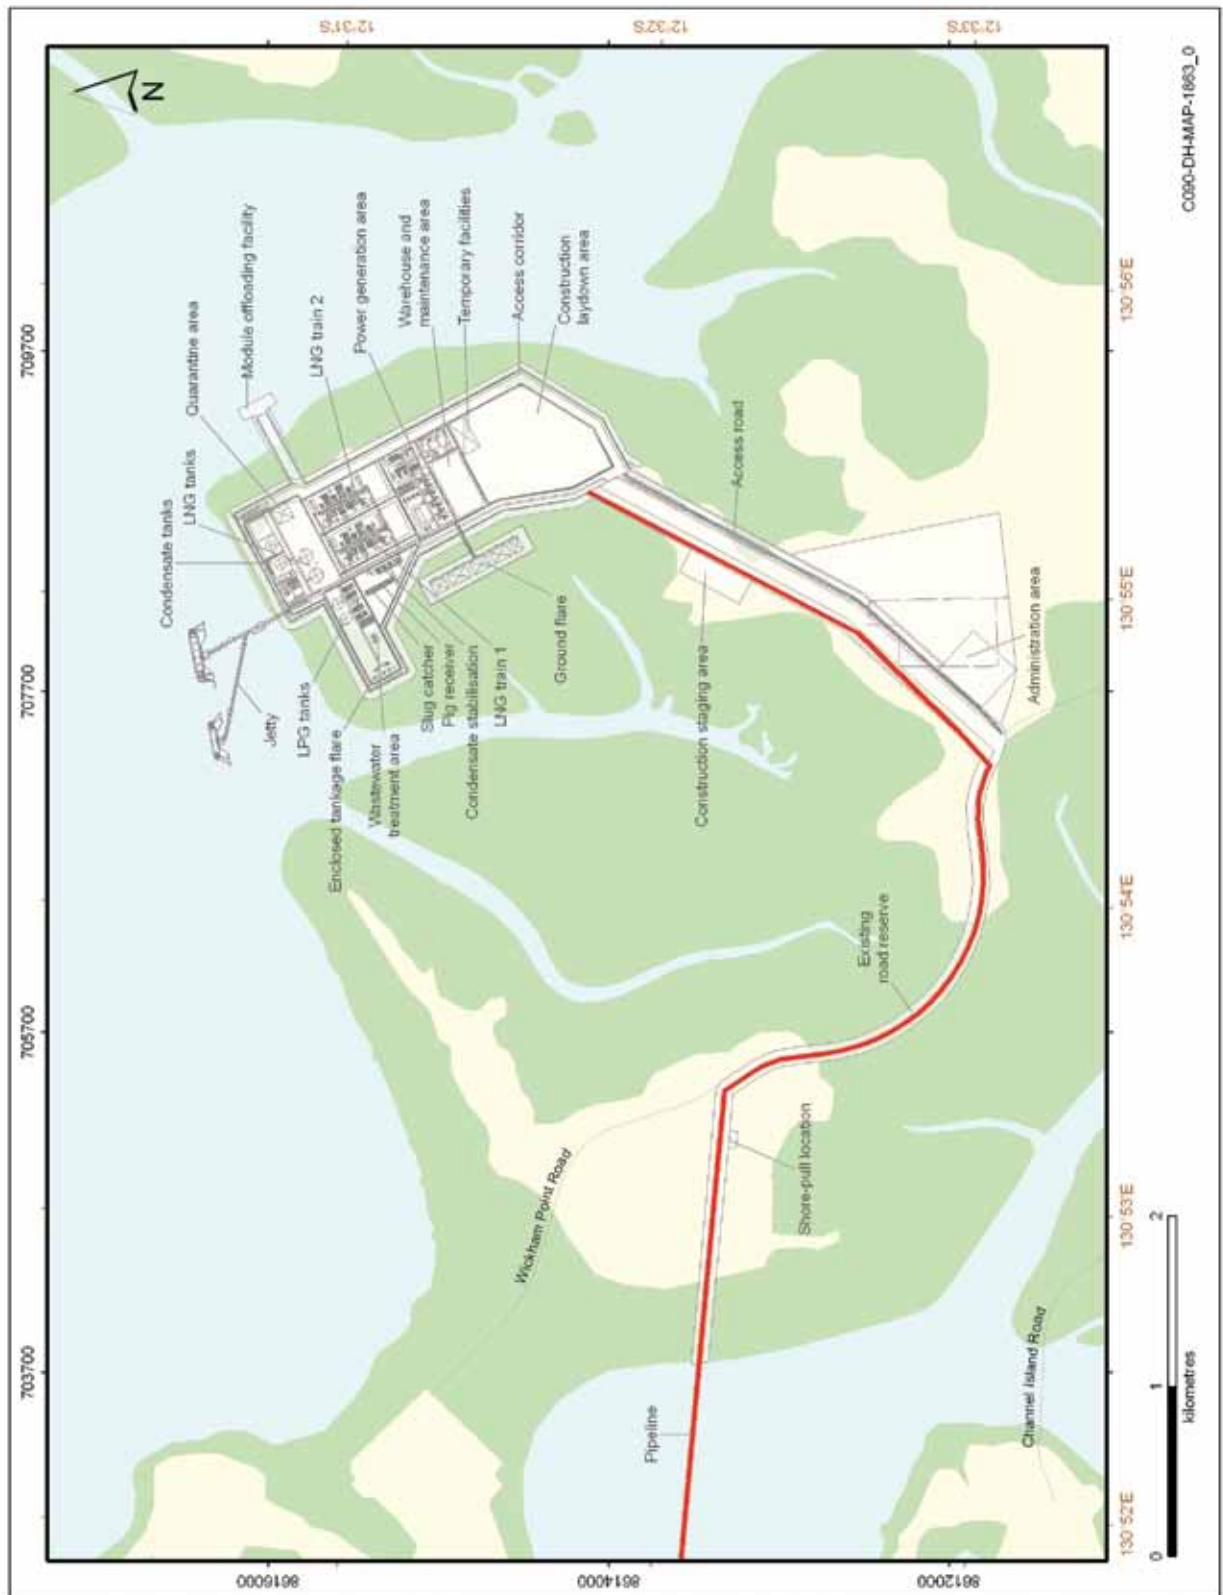 703700
705700
707700
709700
N
12°31'S
12°32'S
12°33'S
8616000
8614000
8612000
Condensate tanks
LNG tanks
Quarantine area
Module offloading facility
LNG train 2
Power generation area
Warehouse and
maintenance area
Temporary facilities
Access corridor
Construction
laydown area
Jetty
LPG tanks
Enclosed tankage flare
Wastewater
treatment area
Slug catcher
Pig receiver
Condensate stabilisation
LNG train 1
Ground flare
Construction staging area
Access road
Administration area
Existing
road reserve
Wickham Point Road
Shore-pull location
Pipeline
Channel Island Road
130°52'E
130°53'E
130°54'E
130°55'E
130°56'E
0
1
2
kilometres
C090-DH-MAP-1863_0